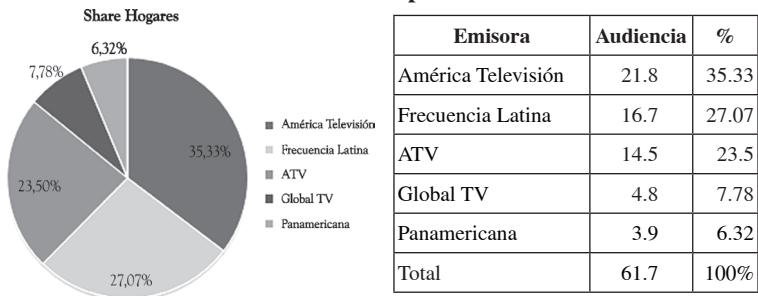 Share Hogares
6,32%
7,78%
35,33%
23,50%
27,07%
América Televisión
Frecuencia Latina
ATV
Global TV
Panamericana
Emisora Audiencia %
América Televisión 21.8 35.33
Frecuencia Latina 16.7 27.07
ATV 14.5 23.5
Global TV 4.8 7.78
Panamericana 3.9 6.32
Total 61.7 100%